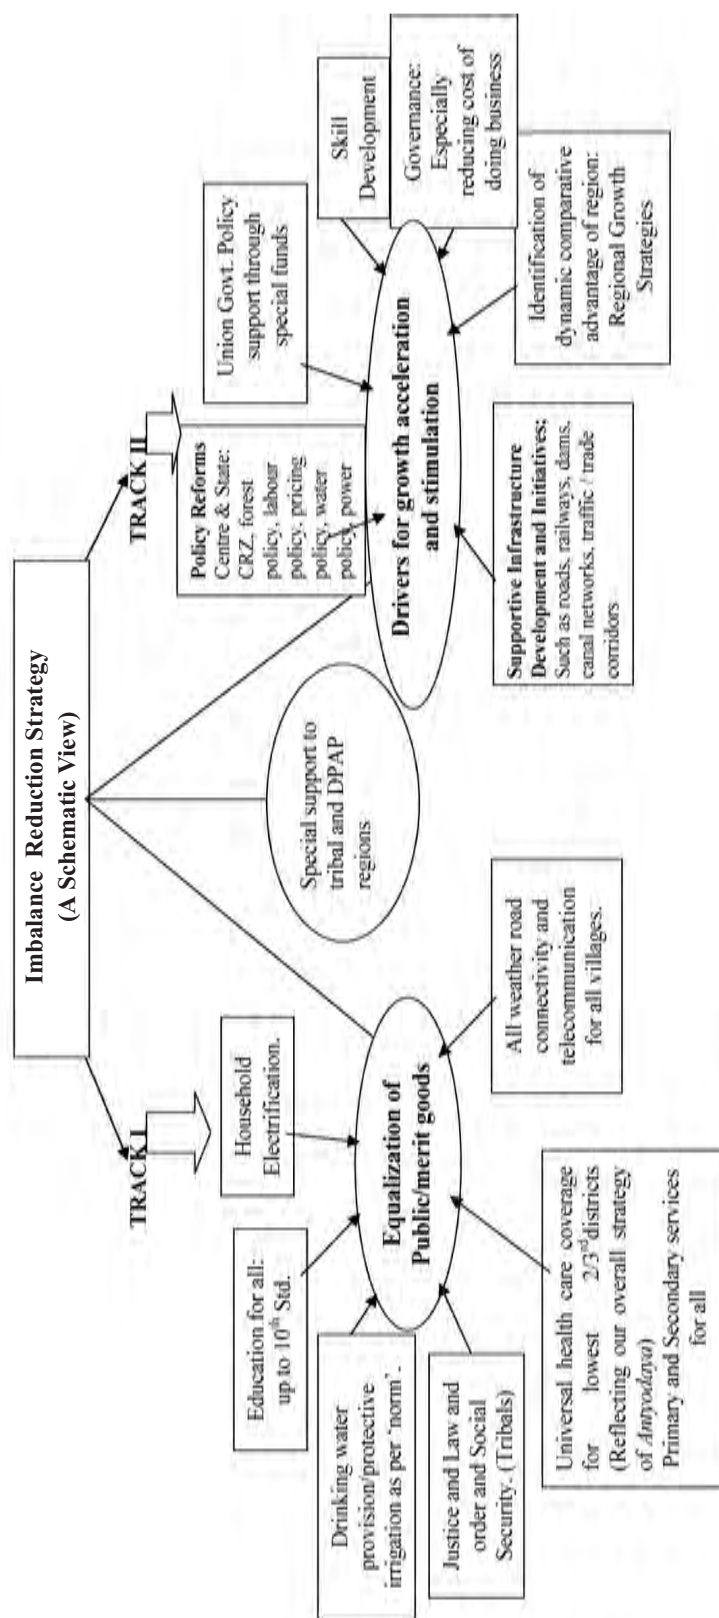 Imbalance Reduction Strategy
(A Schematic View)
TRACK I
TRACK II
Household
Electrification.
Education for all:
up to 10th Std.
Drinking water
provision/protective
irrigation as per 'norm'.
Equalization of
Public/merit goods
Justice and Law and
order and Social
Security. (Tribals)
Universal health care coverage
for lowest 2/3rd districts
(Reflecting our overall strategy
of Antyodaya)
Primary and Secondary services
for all
All weather road
connectivity and
telecommunication
for all villages.
Special support to
tribal and DPAP
regions
Policy Reforms
Centre & State:
CRZ, forest
policy, labour
policy, pricing
policy, water
policy, power
Union Govt. Policy
support through
special funds
Skill
Development
Governance:
Especially
reducing cost of
doing business
Drivers for growth acceleration
and stimulation
Supportive Infrastructure
Development and Initiatives;
Such as roads, railways, dams,
canal networks, traffic / trade
corridors
Identification of
dynamic comparative
advantage of region:
Regional Growth
Strategies